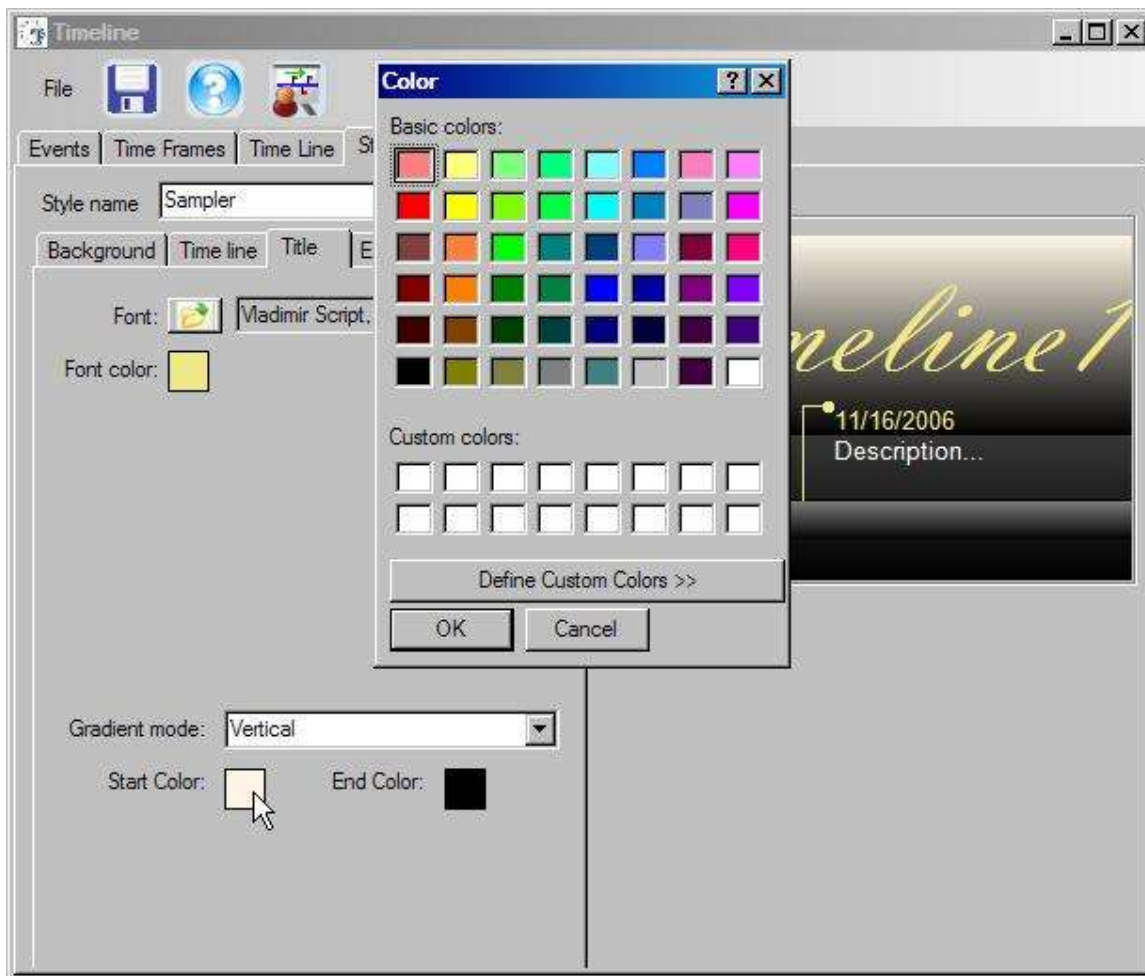 Timeline
File
Color
Basic colors:
Events
Time Frames
Time Line
Style name
Sampler
Background
Time line
Title
Font:
Vladimir Script,
Font color:
meline1
11/16/2006
Description...
Custom colors:
Define Custom Colors >>
OK
Cancel
Gradient mode:
Vertical
Start Color:
End Color: